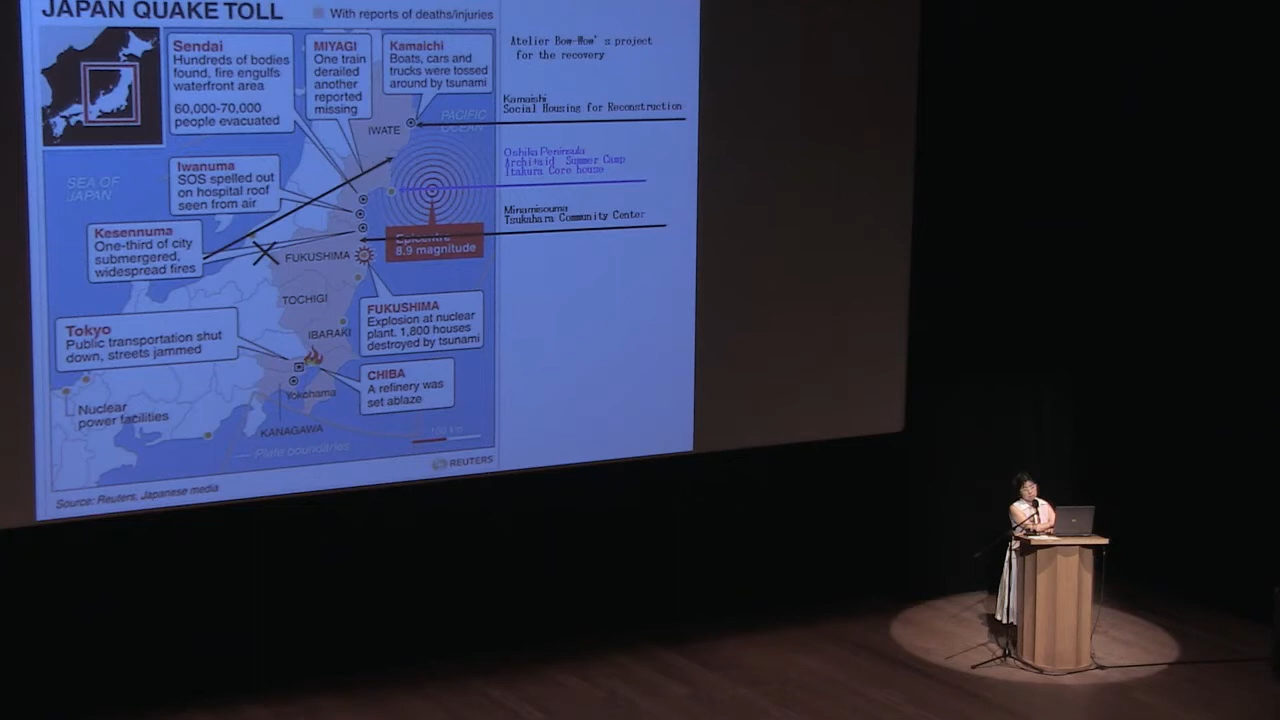 JAPAN QUAKE TOLL
With reports of deaths/injuries
Sendai
Hundreds of bodies
found, fire engulfs
waterfront area
60,000-70,000
people evacuated
MIYAGI
One train
derailed
another
reported
missing
Kamaichi
Boats, cars and
trucks were tossed
around by tsunami
PACIFIC
OCEAN
IWATE
SEA OF
JAPAN
Iwanuma
SOS spelled out
on hospital roof
seen from air
Kesennuma
One-third of city
submerged,
widespread fires
Epicentre
8.9 magnitude
FUKUSHIMA
TOCHIGI
IBARAKI
FUKUSHIMA
Explosion at nuclear
plant. 1,800 houses
destroyed by tsunami
Tokyo
Public transportation shut
down, streets jammed
CHIBA
A refinery was
set ablaze
Yokohama
Nuclear
power facilities
KANAGAWA
100 km
Plate boundaries
REUTERS
Source: Reuters, Japanese media
Atelier Bow-Wow's project
for the recovery
Kamaishi
Social Housing for Reconstruction
Oshika Peninsula
Archi+aid Summer Camp
Itakura Core house
Minamisouma
Tsukahara Community Center